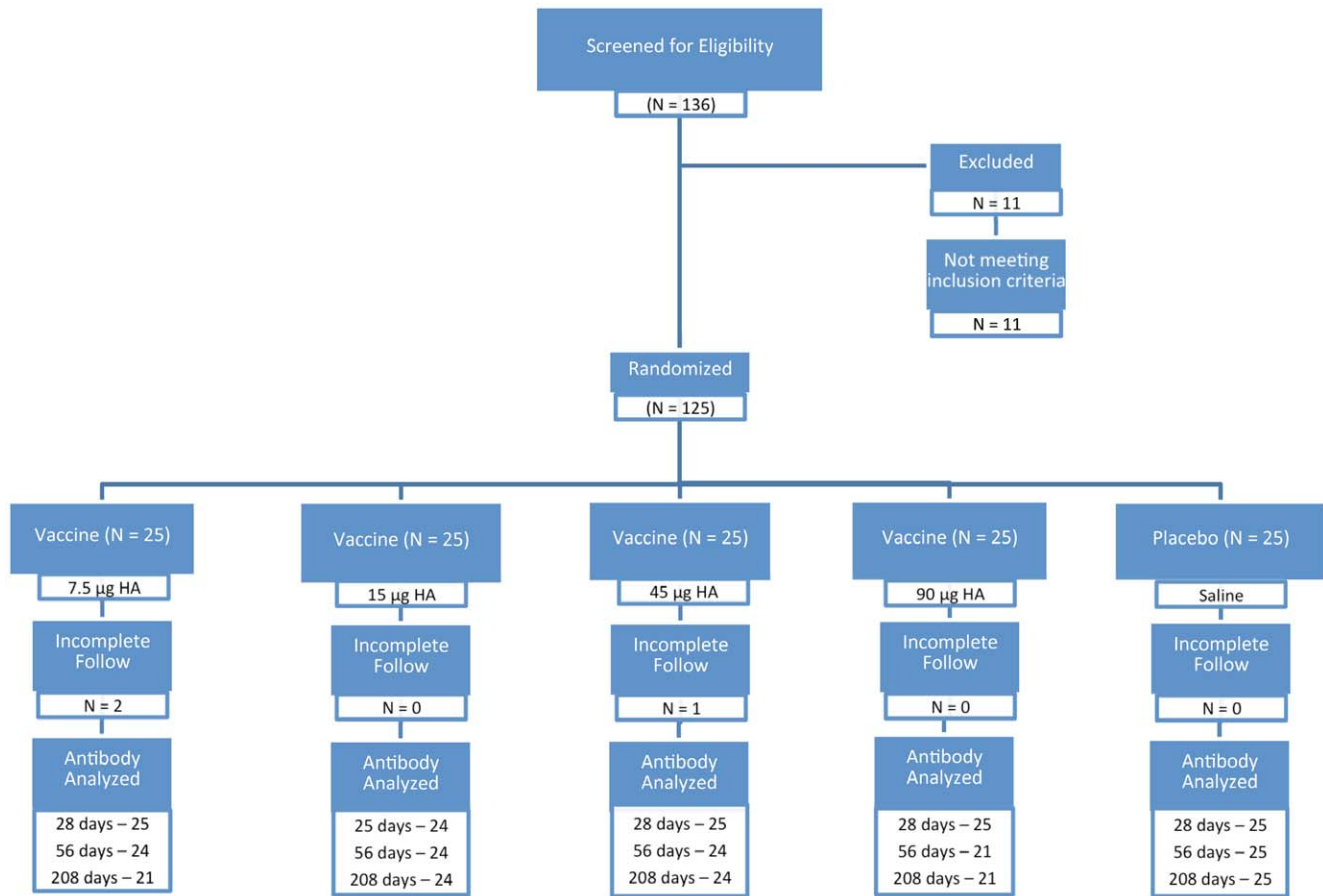 Screened for Eligibility
(N = 136)
Excluded
N = 11
Not meeting
inclusion criteria
N = 11
Randomized
(N = 125)
Vaccine (N = 25)
7.5 µg HA
Incomplete
Follow
N = 2
Antibody
Analyzed
28 days – 25
56 days – 24
208 days – 21
Vaccine (N = 25)
15 µg HA
Incomplete
Follow
N = 0
Antibody
Analyzed
25 days – 24
56 days – 24
208 days – 24
Vaccine (N = 25)
45 µg HA
Incomplete
Follow
N = 1
Antibody
Analyzed
28 days – 25
56 days – 24
208 days – 24
Vaccine (N = 25)
90 µg HA
Incomplete
Follow
N = 0
Antibody
Analyzed
28 days – 25
56 days – 21
208 days – 21
Placebo (N = 25)
Saline
Incomplete
Follow
N = 0
Antibody
Analyzed
28 days – 25
56 days – 25
208 days – 25